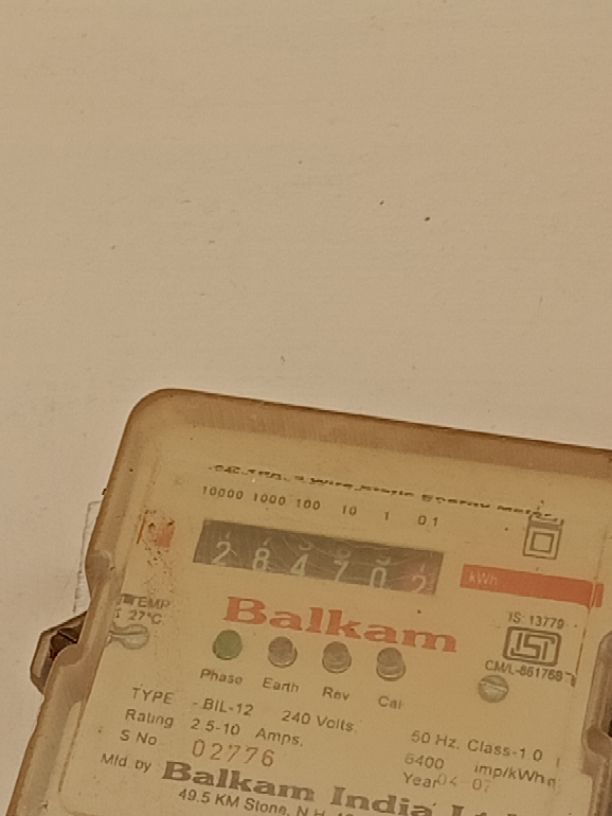 10000 1000 100 10 1 0.1
2 8 4 7 0 2
kWh
TEMP
27°C
Balkam
IS: 13779
ISI
CM/L-8617687
Phase Earth Rev Cal
TYPE - BIL-12 240 Volts. 50 Hz. Class-1.0
Rating 2.5-10 Amps. 6400 imp/kWh
S No 02776 Year 04-07
Mfd by Balkam India
49.5 KM Stone, N.H.